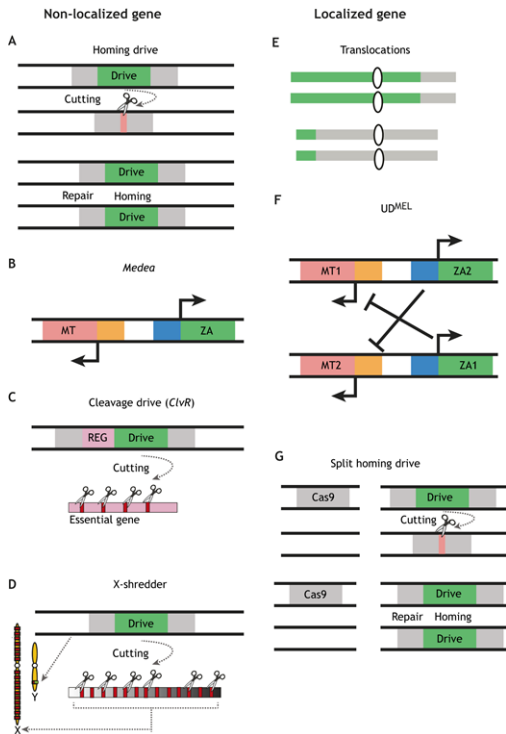 Non-localized gene
A
Homing drive
Drive
Cutting
Drive
Repair Homing
Drive
B
Medea
MT ZA
C
Cleavage drive (ClvR)
REG Drive
Cutting
Essential gene
D
X-shredder
Drive
Cutting
Y
X
Localized gene
E
Translocations
F
UDMEL
MT1 ZA2
MT2 ZA1
G
Split homing drive
Cas9 Drive
Cutting
Cas9 Drive
Repair Homing
Drive